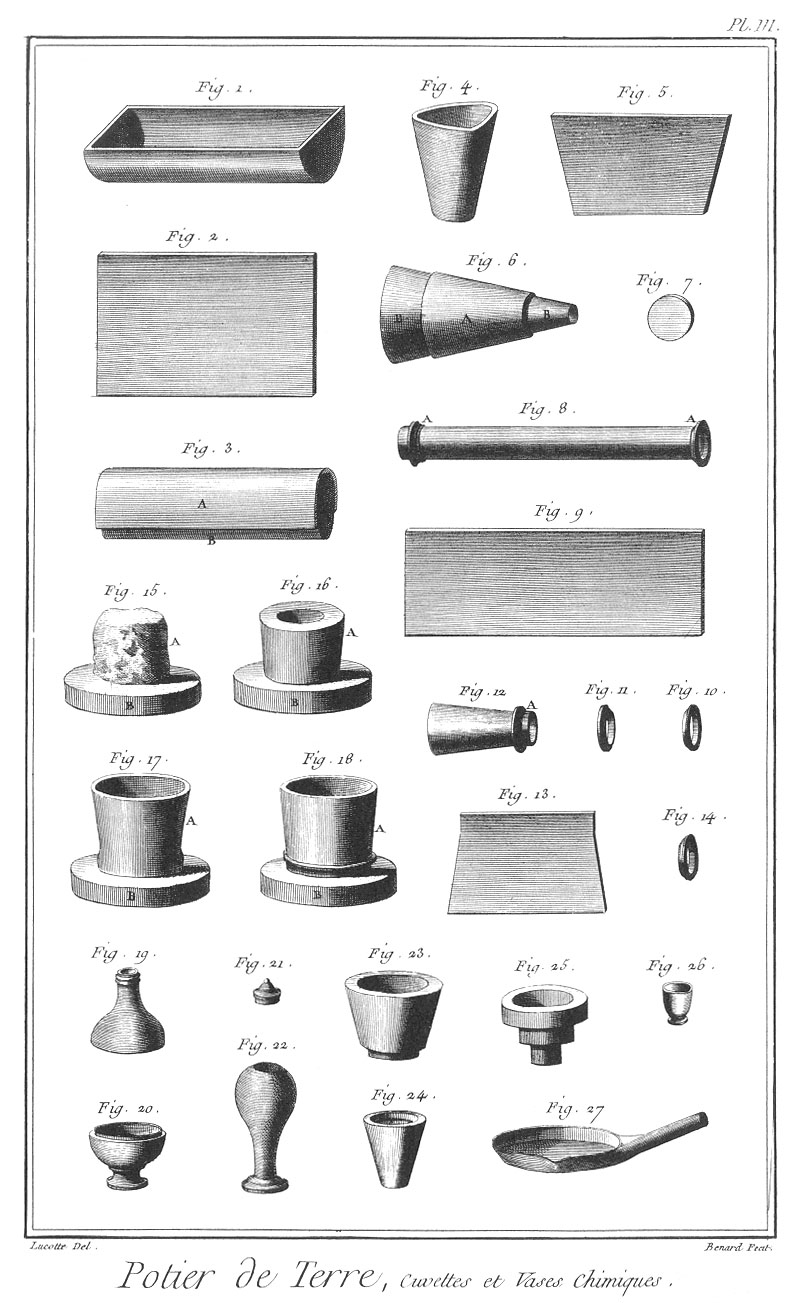 Pl. III.
Fig. 1.
Fig. 4.
Fig. 5.
Fig. 2.
Fig. 6.
B A B
Fig. 7.
Fig. 8.
A A
Fig. 3.
A
B
Fig. 9.
Fig. 15.
A
B
Fig. 16.
A
B
Fig. 12
A
Fig. 11.
Fig. 10.
Fig. 17.
A
B
Fig. 18.
A
B
Fig. 13.
Fig. 14.
Fig. 19.
Fig. 21.
Fig. 23.
Fig. 25.
Fig. 26.
Fig. 22.
Fig. 20.
Fig. 24.
Fig. 27
Lucotte Del.
Benard Fecit.
Potier de Terre, Cuvettes et Vases Chimiques.